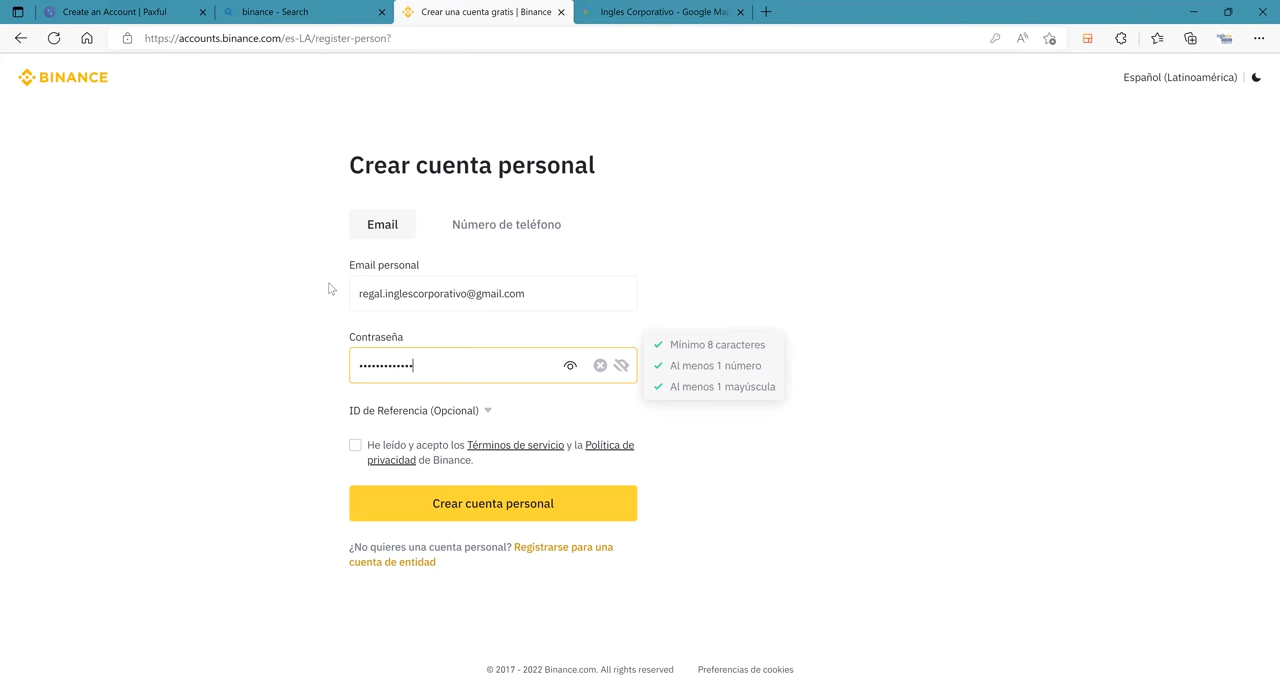 Create an Account | Paxful
binance - Search
Crear una cuenta gratis | Binance
Ingles Corporativo - Google Ma
https://accounts.binance.com/es-LA/register-person?
BINANCE
Español (Latinoamérica)
Crear cuenta personal
Email
Número de teléfono
Email personal
regal.inglescorporativo@gmail.com
Contraseña
Mínimo 8 caracteres
Al menos 1 número
Al menos 1 mayúscula
ID de Referencia (Opcional)
He leído y acepto los Términos de servicio y la Política de
privacidad de Binance.
Crear cuenta personal
¿No quieres una cuenta personal? Registrarse para una
cuenta de entidad
© 2017 - 2022 Binance.com. All rights reserved
Preferencias de cookies